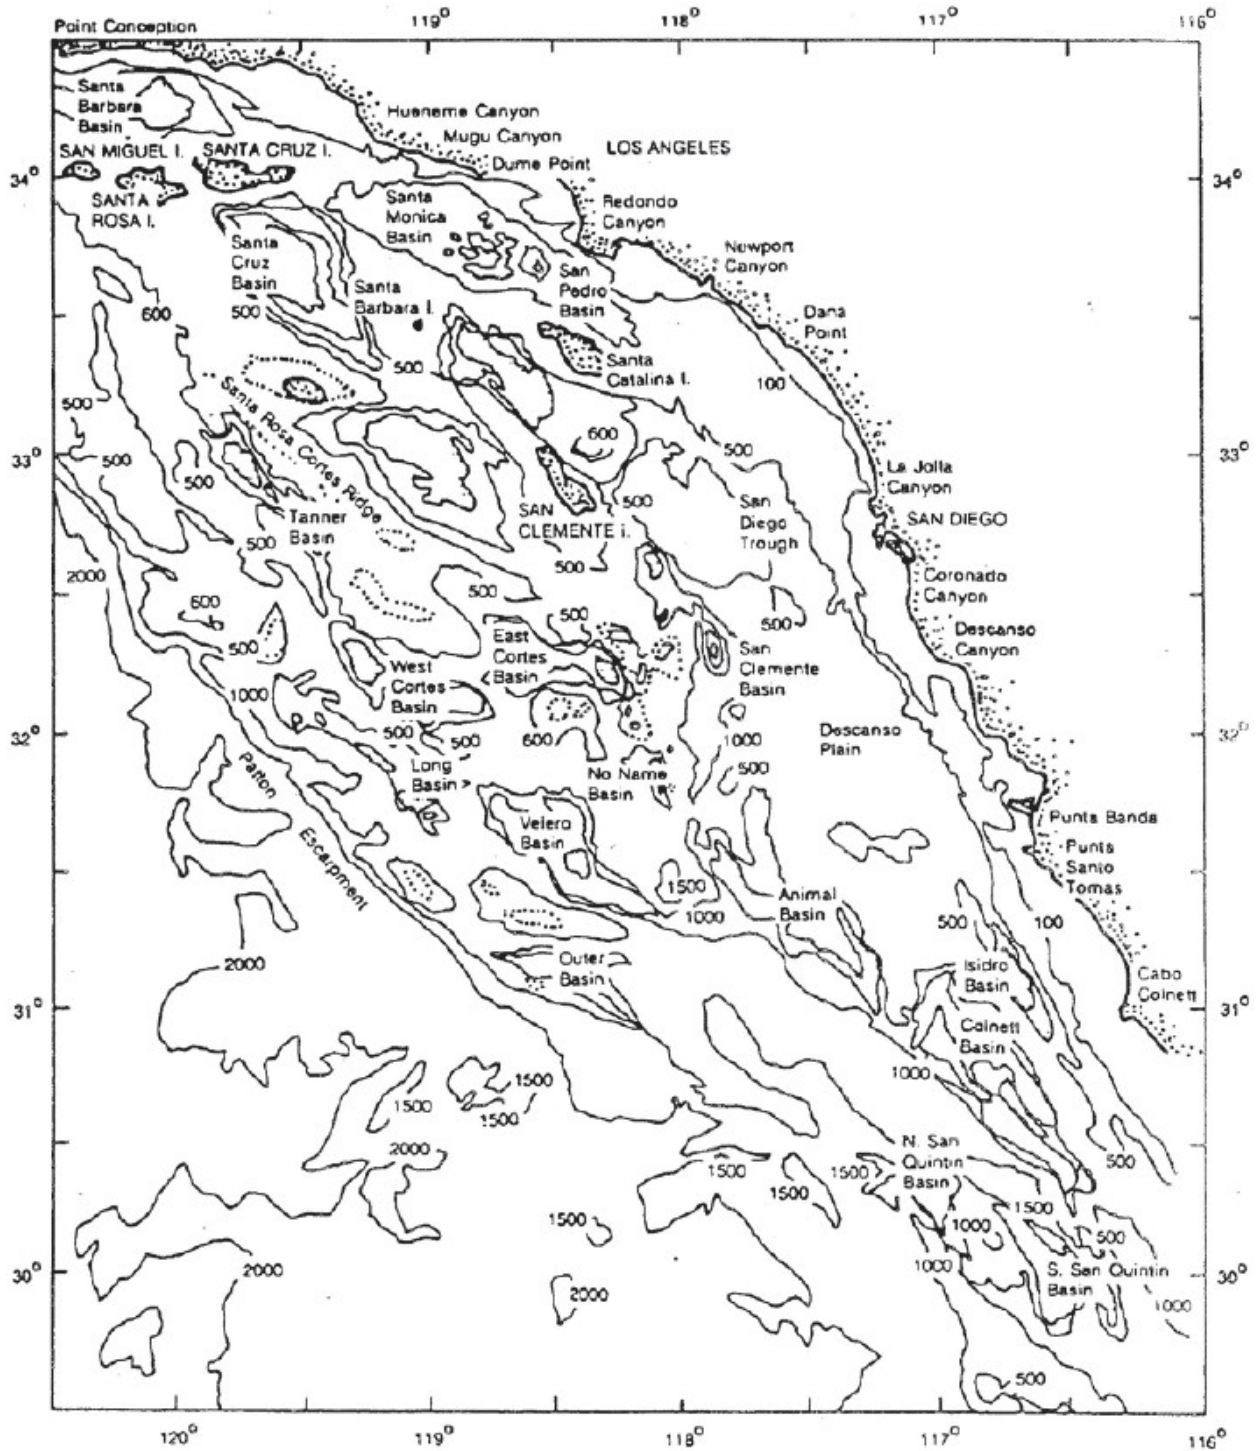 119° 118° 117° 116°
Point Conception
Santa
Barbara
Basin
Hueneme Canyon
Mugu Canyon
LOS ANGELES
SAN MIGUEL I.
SANTA CRUZ I.
Dume Point
34°
34°
SANTA
ROSA I.
Santa
Monica
Basin
Redondo
Canyon
Santa
Cruz
Basin
Newport
Canyon
San
Pedro
Basin
Santa
Barbara I.
600
500
Dana
Point
500
Santa
Catalina I.
100
500
Santa Rosa Cortes Ridge
600
500
33°
33°
500
500
La Jolla
Canyon
500
SAN
CLEMENTE I.
San
Diego
Trough
SAN DIEGO
Tanner
Basin
500
500
2000
Coronado
Canyon
500
600
500
500
Descanso
Canyon
500
East
Cortes
Basin
San
Clemente
Basin
West
Cortes
Basin
1000
32°
500
500
600
1000
Descanso
Plain
32°
Long
Basin
No Name
Basin
500
Patton
Escarpment
Velero
Basin
Punta Banda
Punta
Santo
Tomas
1500
1000
Animal
Basin
500
100
2000
Outer
Basin
Isidro
Basin
Cabo
Colnett
31°
31°
Colnett
Basin
1000
1500
1500
1500
2000
N. San
Quintin
Basin
500
1500
1500
1500
1500
1500
1000
500
30°
2000
1000
S. San Quintin
Basin
30°
2000
1000
500
120° 119° 118° 117° 116°